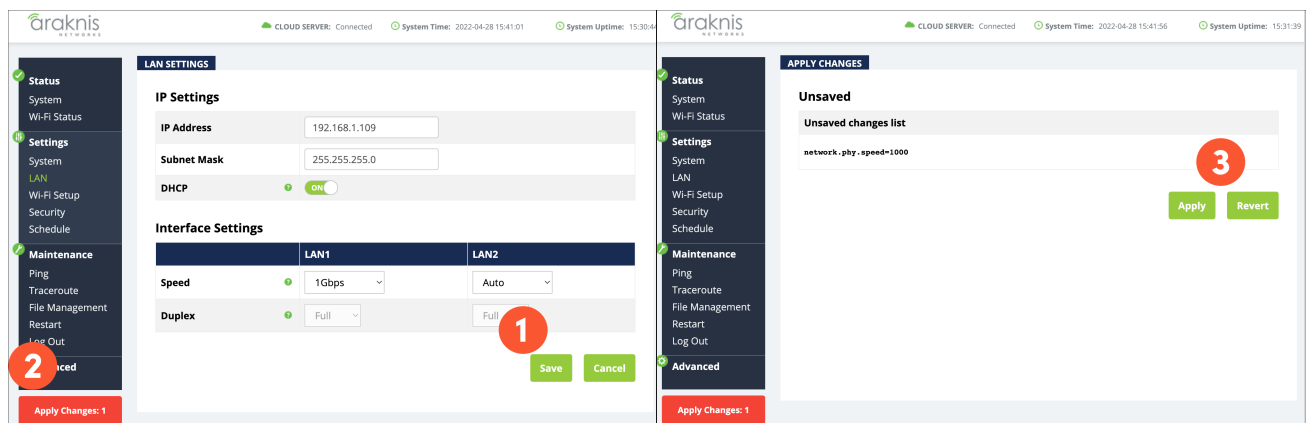 araknis
NETWORKS
CLOUD SERVER: Connected
System Time: 2022-04-28 15:41:01
System Uptime: 15:30:44
Status
System
Wi-Fi Status
Settings
System
LAN
Wi-Fi Setup
Security
Schedule
Maintenance
Ping
Traceroute
File Management
Restart
Log Out
2
Apply Changes: 1
LAN SETTINGS
IP Settings
IP Address 192.168.1.109
Subnet Mask 255.255.255.0
DHCP ? ON
Interface Settings
LAN1 LAN2
Speed ? 1Gbps Auto
Duplex ? Full Full
1
Save Cancel
araknis
NETWORKS
CLOUD SERVER: Connected
System Time: 2022-04-28 15:41:56
System Uptime: 15:31:39
Status
System
Wi-Fi Status
Settings
System
LAN
Wi-Fi Setup
Security
Schedule
Maintenance
Ping
Traceroute
File Management
Restart
Log Out
Advanced
Apply Changes: 1
APPLY CHANGES
Unsaved
Unsaved changes list
network.phy.speed=1000
3
Apply Revert